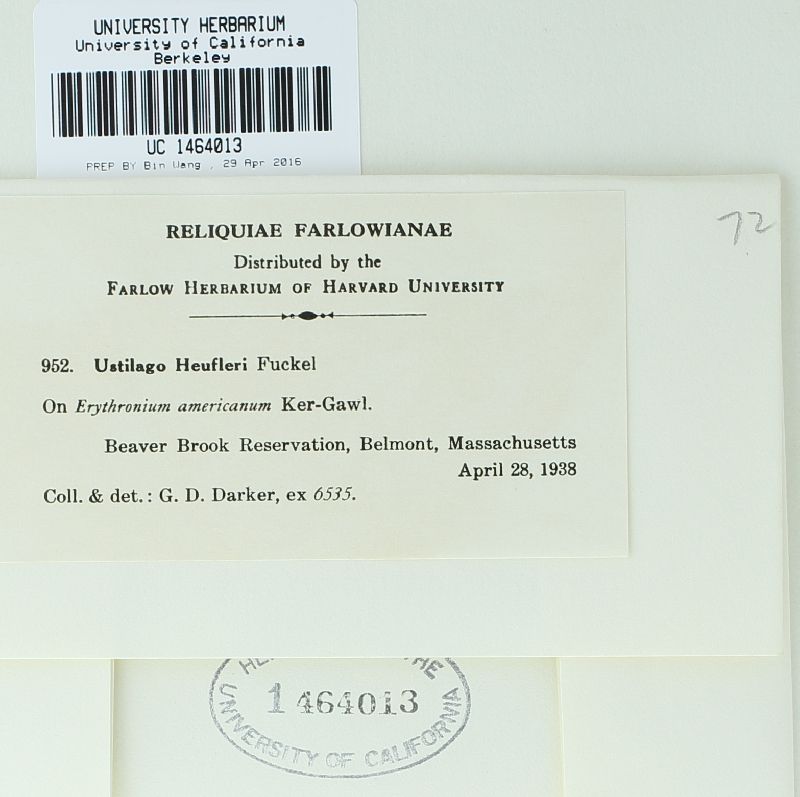 UNIVERSITY HERBARIUM
University of California
Berkeley
UC 1464013
PREP BY Bin Wang , 29 Apr 2016
72
RELIQUIAE FARLOWIANAE
Distributed by the
FARLOW HERBARIUM OF HARVARD UNIVERSITY
952. Ustilago Heufleri Fuckel
On Erythronium americanum Ker-Gawl.
Beaver Brook Reservation, Belmont, Massachusetts
April 28, 1938
Coll. & det.: G. D. Darker, ex 6535.
1464013
UNIVERSITY OF CALIFORNIA